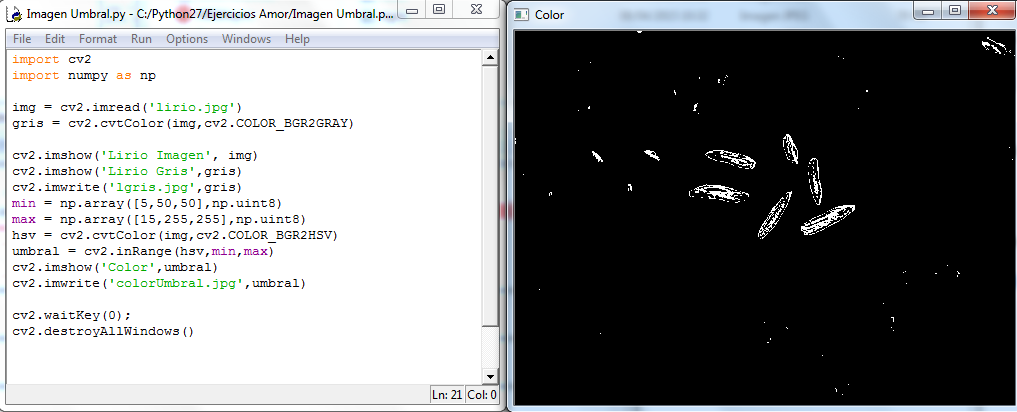 Imagen Umbral.py - C:/Python27/Ejercicios Amor/Imagen Umbral.p...
File Edit Format Run Options Windows Help
import cv2
import numpy as np
img = cv2.imread('lirio.jpg')
gris = cv2.cvtColor(img,cv2.COLOR_BGR2GRAY)
cv2.imshow('Lirio Imagen', img)
cv2.imshow('Lirio Gris',gris)
cv2.imwrite('lgris.jpg',gris)
min = np.array([5,50,50],np.uint8)
max = np.array([15,255,255],np.uint8)
hsv = cv2.cvtColor(img,cv2.COLOR_BGR2HSV)
umbral = cv2.inRange(hsv,min,max)
cv2.imshow('Color',umbral)
cv2.imwrite('colorUmbral.jpg',umbral)
cv2.waitKey(0);
cv2.destroyAllWindows()
Ln: 21 Col: 0
Color